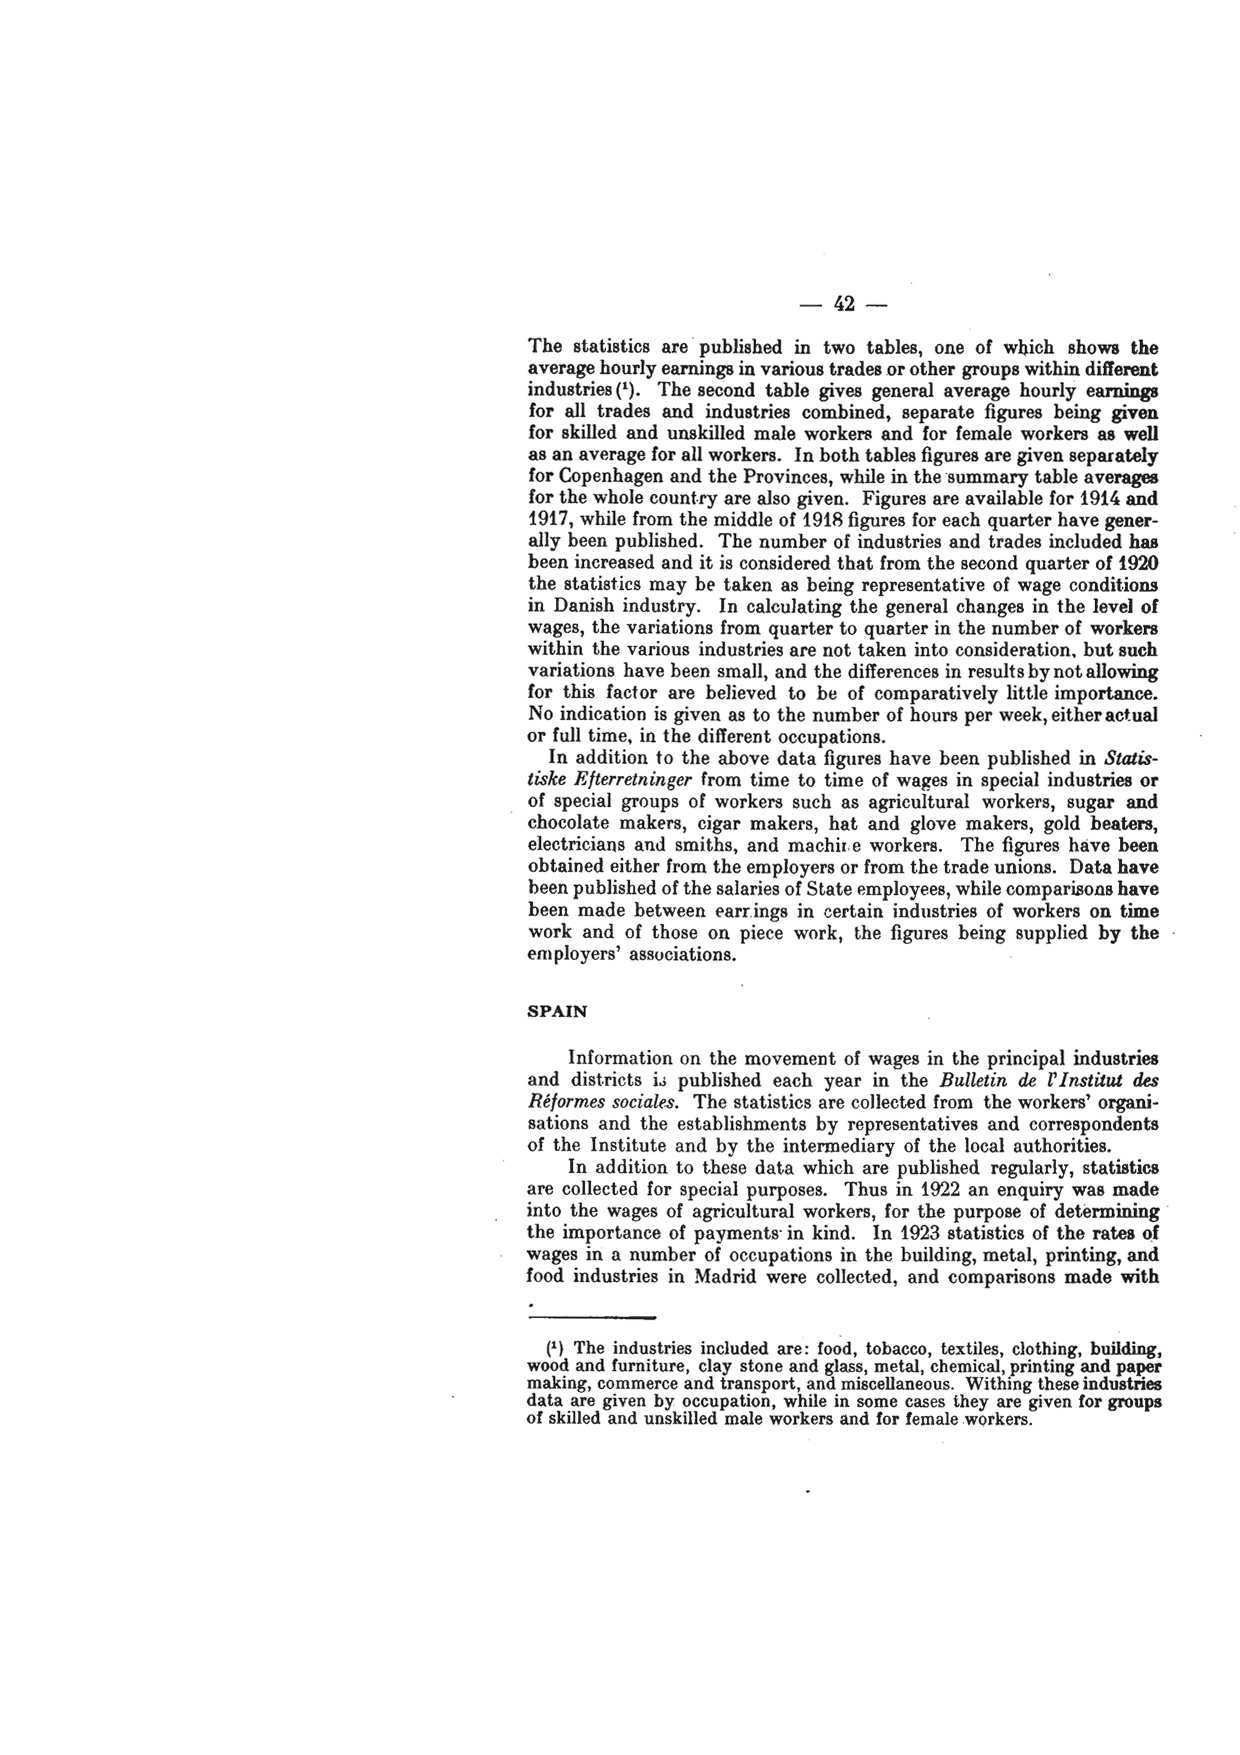 — 42 —
The statistics are published in two tables, one of which shows the
average hourly earnings in various trades or other groups within different
industries (¹). The second table gives general average hourly earnings
for all trades and industries combined, separate figures being given
for skilled and unskilled male workers and for female workers as well
as an average for all workers. In both tables figures are given separately
for Copenhagen and the Provinces, while in the summary table averages
for the whole country are also given. Figures are available for 1914 and
1917, while from the middle of 1918 figures for each quarter have gener-
ally been published. The number of industries and trades included has
been increased and it is considered that from the second quarter of 1920
the statistics may be taken as being representative of wage conditions
in Danish industry. In calculating the general changes in the level of
wages, the variations from quarter to quarter in the number of workers
within the various industries are not taken into consideration, but such
variations have been small, and the differences in results by not allowing
for this factor are believed to be of comparatively little importance.
No indication is given as to the number of hours per week, either actual
or full time, in the different occupations.
In addition to the above data figures have been published in Statis-
tiske Efterretninger from time to time of wages in special industries or
of special groups of workers such as agricultural workers, sugar and
chocolate makers, cigar makers, hat and glove makers, gold beaters,
electricians and smiths, and machine workers. The figures have been
obtained either from the employers or from the trade unions. Data have
been published of the salaries of State employees, while comparisons have
been made between earnings in certain industries of workers on time
work and of those on piece work, the figures being supplied by the
employers' associations.
SPAIN
Information on the movement of wages in the principal industries
and districts is published each year in the Bulletin de l'Institut des
Réformes sociales. The statistics are collected from the workers' organi-
sations and the establishments by representatives and correspondents
of the Institute and by the intermediary of the local authorities.
In addition to these data which are published regularly, statistics
are collected for special purposes. Thus in 1922 an enquiry was made
into the wages of agricultural workers, for the purpose of determining
the importance of payments in kind. In 1923 statistics of the rates of
wages in a number of occupations in the building, metal, printing, and
food industries in Madrid were collected, and comparisons made with
(¹) The industries included are: food, tobacco, textiles, clothing, building,
wood and furniture, clay stone and glass, metal, chemical, printing and paper
making, commerce and transport, and miscellaneous. Withing these industries
data are given by occupation, while in some cases they are given for groups
of skilled and unskilled male workers and for female workers.